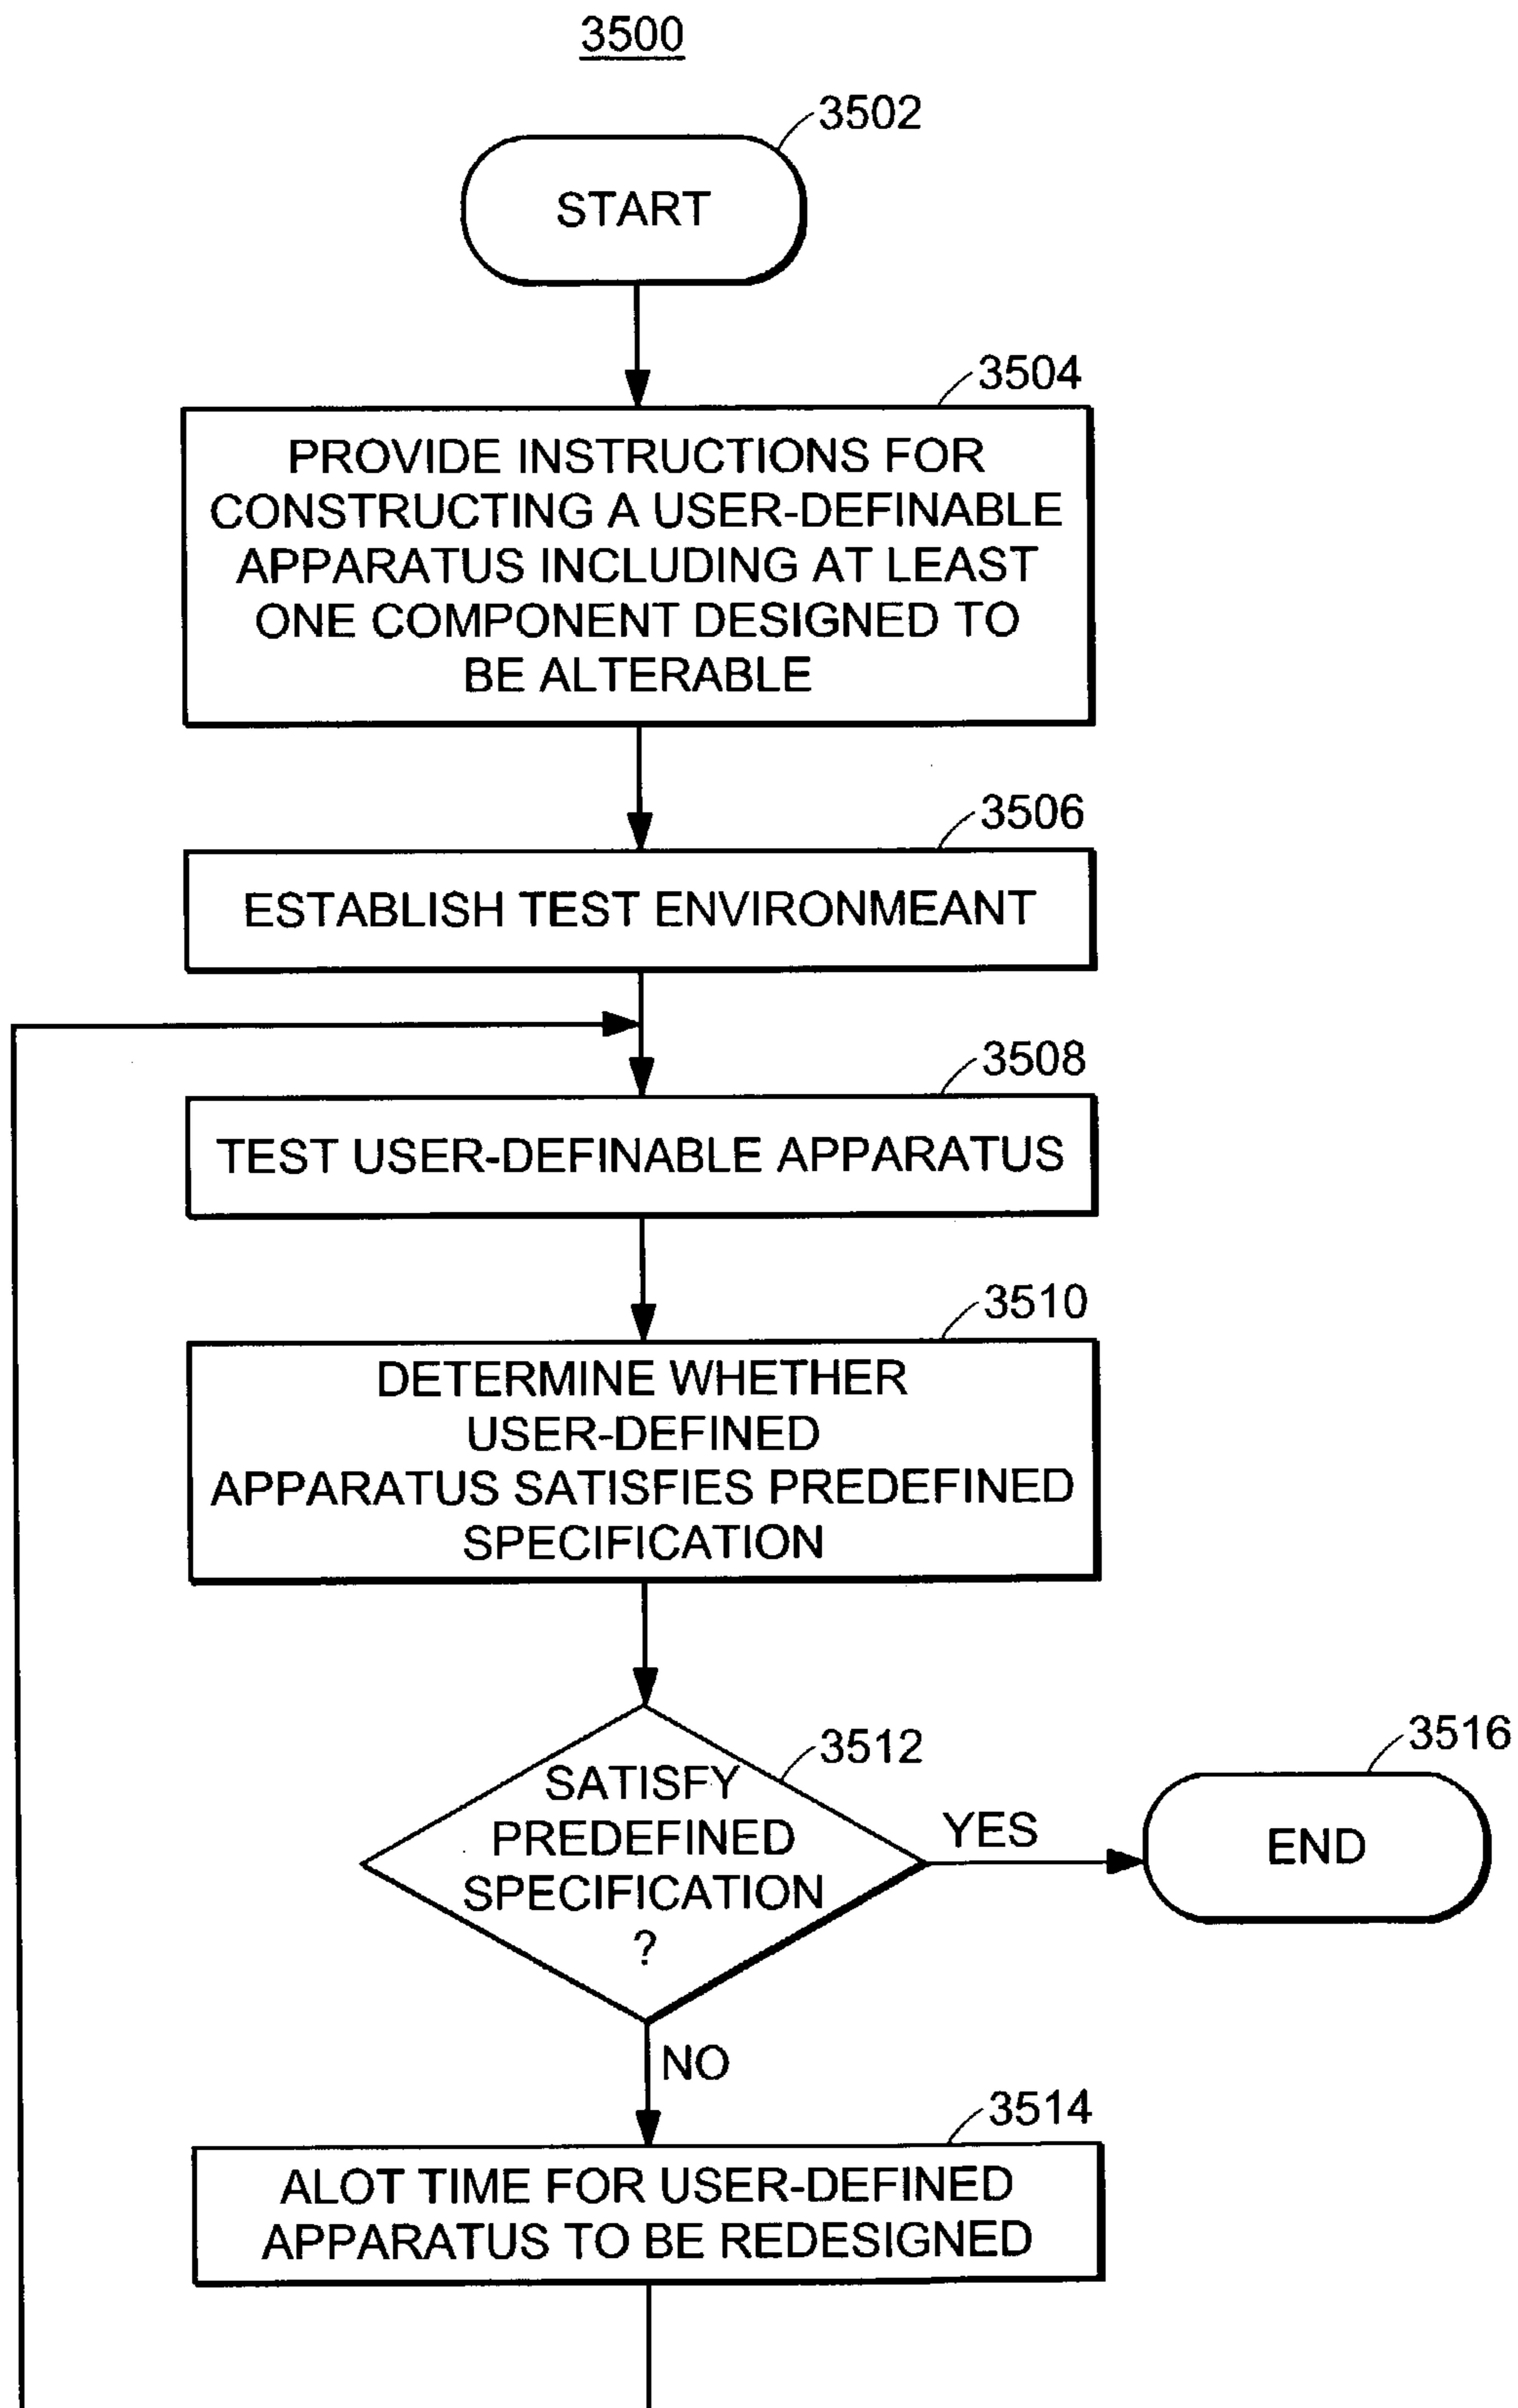 3500
3502
START
3504
PROVIDE INSTRUCTIONS FOR
CONSTRUCTING A USER-DEFINABLE
APPARATUS INCLUDING AT LEAST
ONE COMPONENT DESIGNED TO
BE ALTERABLE
3506
ESTABLISH TEST ENVIRONMEANT
3508
TEST USER-DEFINABLE APPARATUS
3510
DETERMINE WHETHER
USER-DEFINED
APPARATUS SATISFIES PREDEFINED
SPECIFICATION
3512
SATISFY
PREDEFINED
SPECIFICATION
?
YES
3516
END
NO
3514
ALOT TIME FOR USER-DEFINED
APPARATUS TO BE REDESIGNED